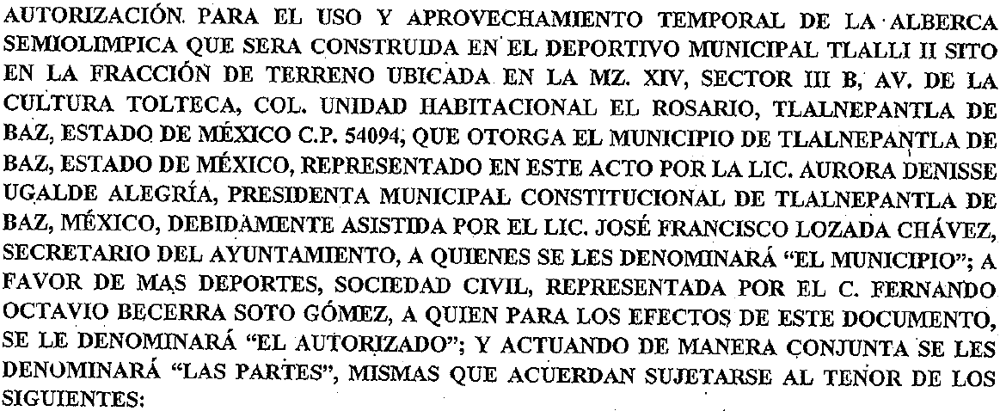 AUTORIZACIÓN. PARA EL USO Y APROVECHAMIENTO TEMPORAL DE LA ALBERCA
SEMIOLIMPICA QUE SERA CONSTRUIDA EN EL DEPORTIVO MUNICIPAL TLALLI II SITO
EN LA FRACCIÓN DE TERRENO UBICADA EN LA MZ. XIV, SECTOR III B, AV. DE LA
CULTURA TOLTECA, COL. UNIDAD HABITACIONAL EL ROSARIO, TLALNEPANTLA DE
BAZ, ESTADO DE MÉXICO C.P. 54094, QUE OTORGA EL MUNICIPIO DE TLALNEPANTLA DE
BAZ, ESTADO DE MÉXICO, REPRESENTADO EN ESTE ACTO POR LA LIC. AURORA DENISSE
UGALDE ALEGRÍA, PRESIDENTA MUNICIPAL CONSTITUCIONAL DE TLALNEPANTLA DE
BAZ, MÉXICO, DEBIDAMENTE ASISTIDA POR EL LIC. JOSÉ FRANCISCO LOZADA CHÁVEZ,
SECRETARIO DEL AYUNTAMIENTO, A QUIENES SE LES DENOMINARÁ “EL MUNICIPIO”; A
FAVOR DE MAS DEPORTES, SOCIEDAD CIVIL, REPRESENTADA POR EL C. FERNANDO
OCTAVIO BECERRA SOTO GÓMEZ, A QUIEN PARA LOS EFECTOS DE ESTE DOCUMENTO,
SE LE DENOMINARÁ “EL AUTORIZADO”; Y ACTUANDO DE MANERA CONJUNTA SE LES
DENOMINARÁ “LAS PARTES”, MISMAS QUE ACUERDAN SUJETARSE AL TENOR DE LOS
SIGUIENTES: